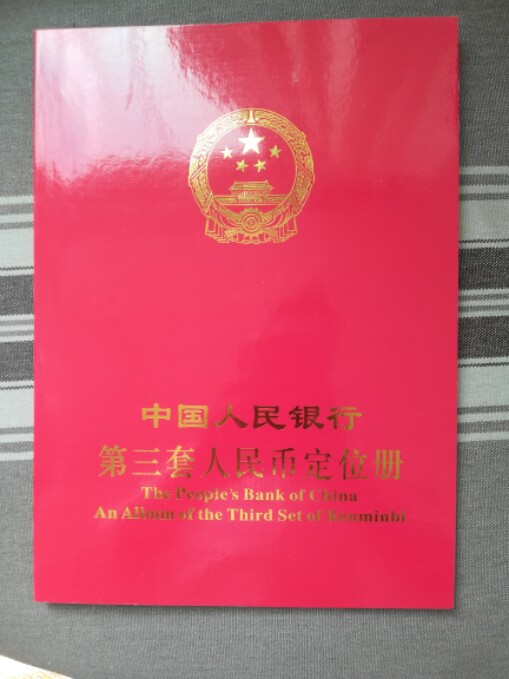 中国人民银行
第三套人民币定位册
The People's Bank of China
An Album of the Third Set of Renminbi